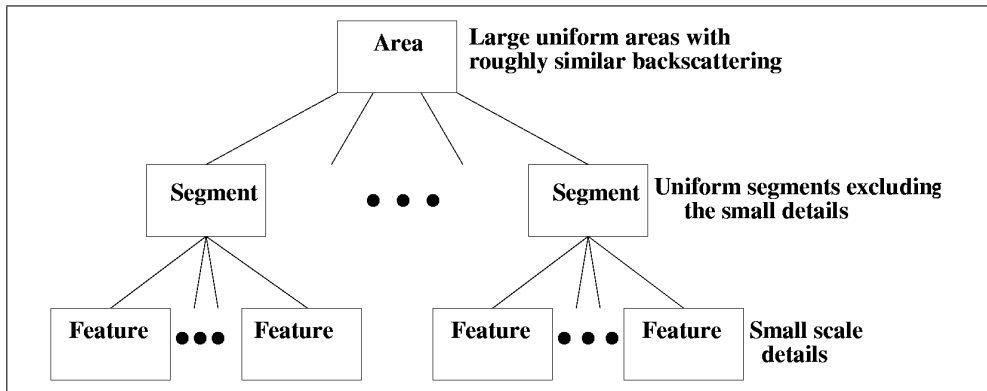 Area
Large uniform areas with
roughly similar backscattering
Segment
Segment
Uniform segments excluding
the small details
Feature
Feature
Feature
Feature
Small scale
details